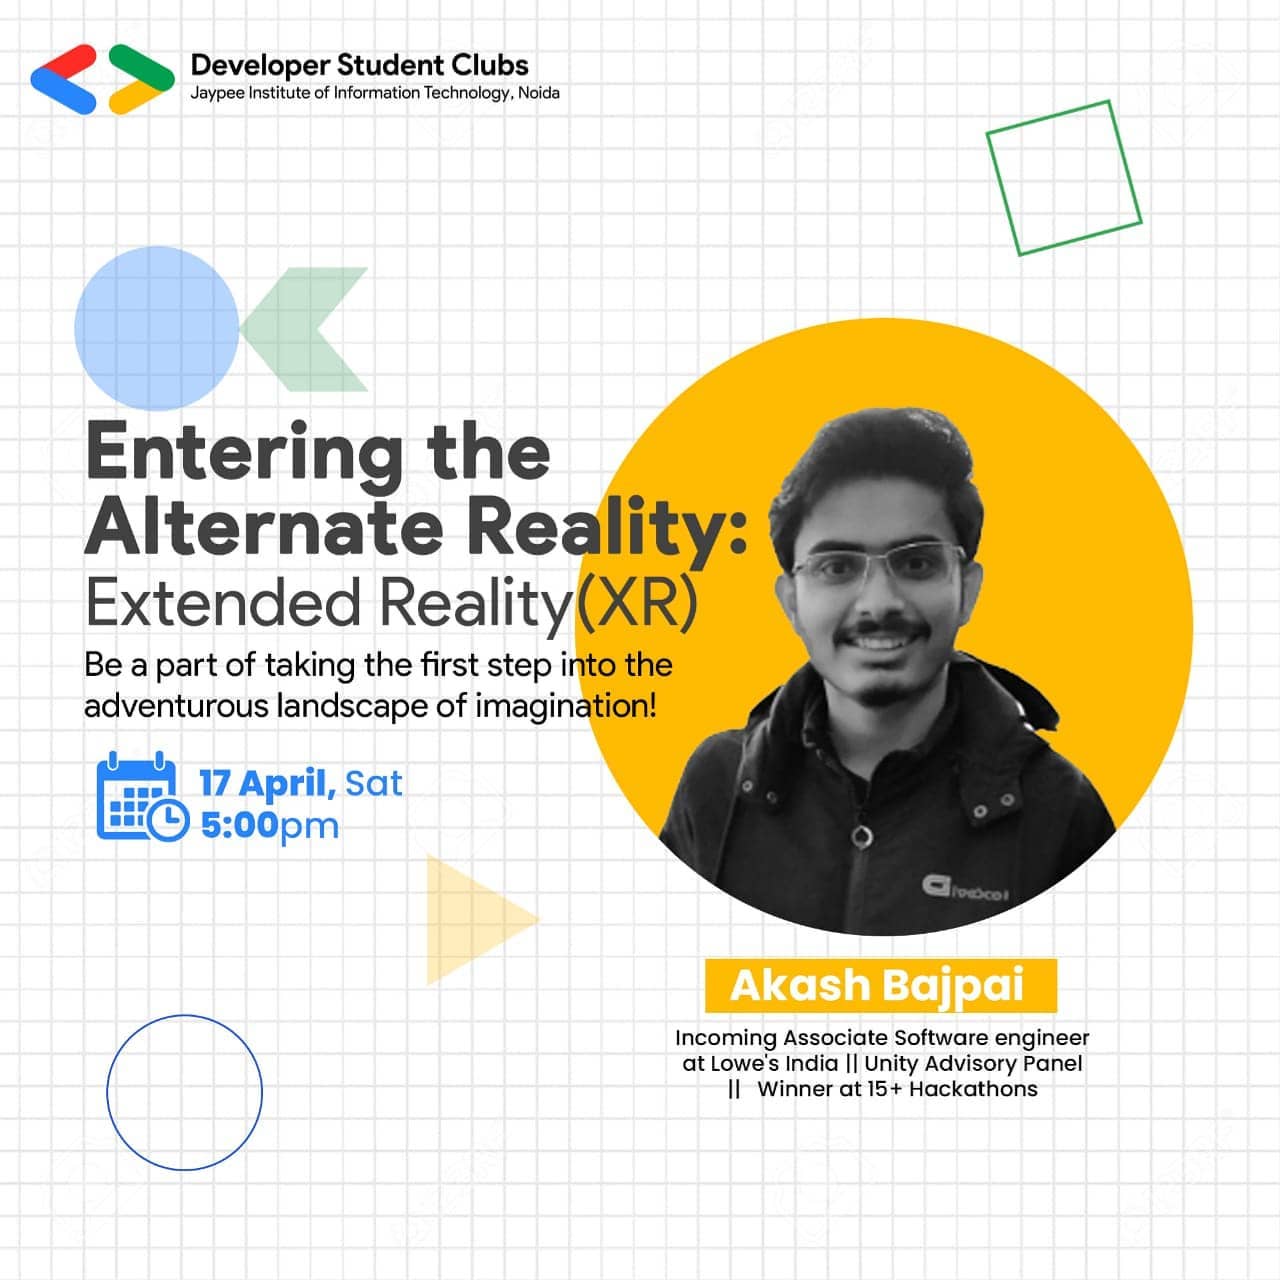 Developer Student Clubs
Jaypee Institute of Information Technology, Noida
Entering the
Alternate Reality:
Extended Reality(XR)
Be a part of taking the first step into the
adventurous landscape of imagination!
17 April, Sat
5:00pm
Akash Bajpai
Incoming Associate Software engineer
at Lowe's India || Unity Advisory Panel
|| Winner at 15+ Hackathons